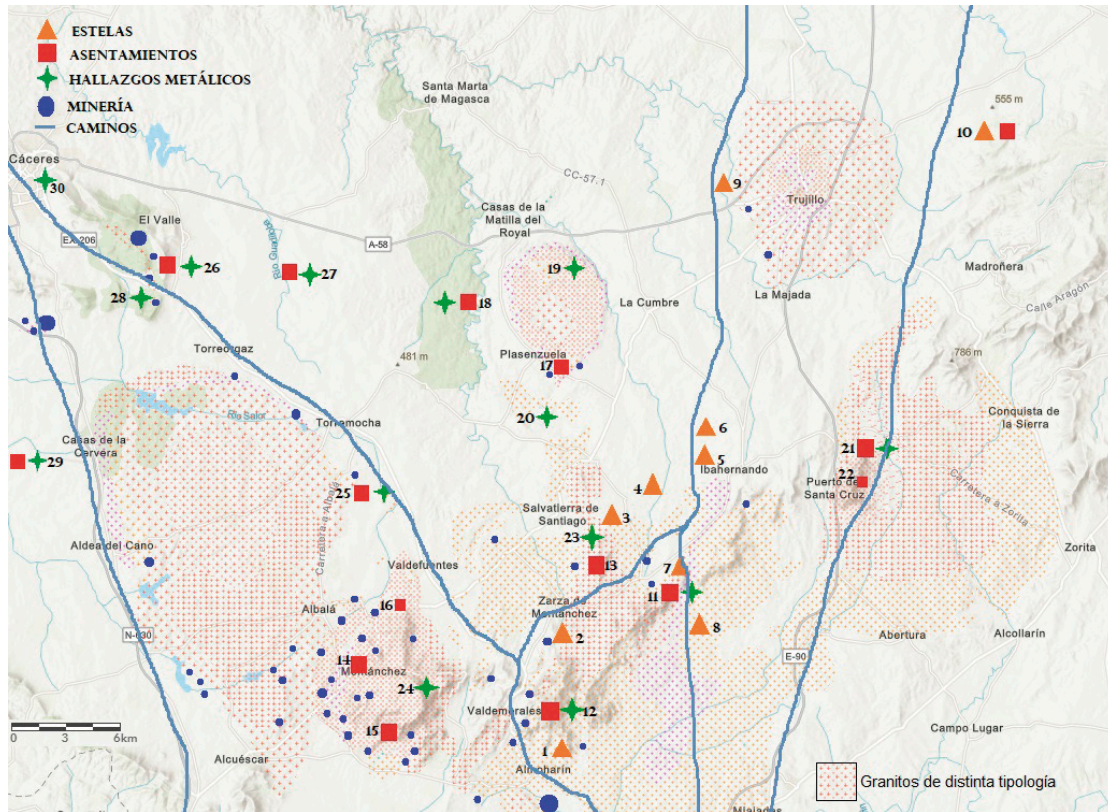 ESTELAS
ASENTAMIENTOS
HALLAZGOS METÁLICOS
MINERÍA
CAMINOS
Santa Marta
de Magasca
555 m
10
Cáceres
30
CC-57.1
9
Trujillo
El Valle
Casas de la
Matilla del
Royal
EX-206
A-58
26
27
19
Madroñera
28
18
La Cumbre
La Majada
Torreorgaz
481 m
Plasenzuela
17
786 m
Río Salor
20
Conquista de
la Sierra
Torremocha
6
Casas de la
Cervera
29
5
Ibahernando
21
22
Puerto de
Santa Cruz
Carretera a Zorita
25
4
Carretera a Albalá
Salvatierra de
Santiago
3
23
Aldea del Cano
Zorita
Valdefuentes
13
7
11
16
Albalá
Zarza de
Montánchez
2
8
N-630
Abertura
Alcollarín
14
Montánchez
E-90
24
Valdemorales
12
15
Campo Lugar
0 3 6km
1
Alcuéscar
Almoharín
Granitos de distinta tipología
Miajadas